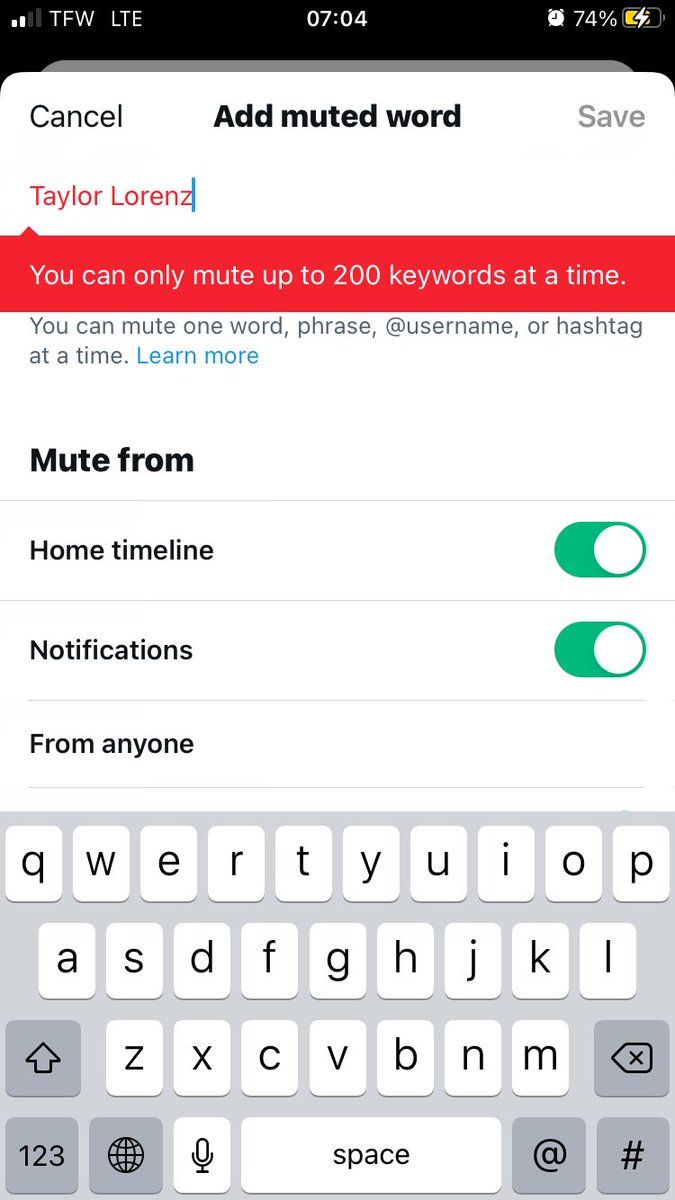 TFW LTE 07:04 74%
Cancel Add muted word Save
Taylor Lorenz
You can only mute up to 200 keywords at a time.
You can mute one word, phrase, @username, or hashtag
at a time. Learn more
Mute from
Home timeline
Notifications
From anyone
q w e r t y u i o p
a s d f g h j k l
z x c v b n m
123 space @ #